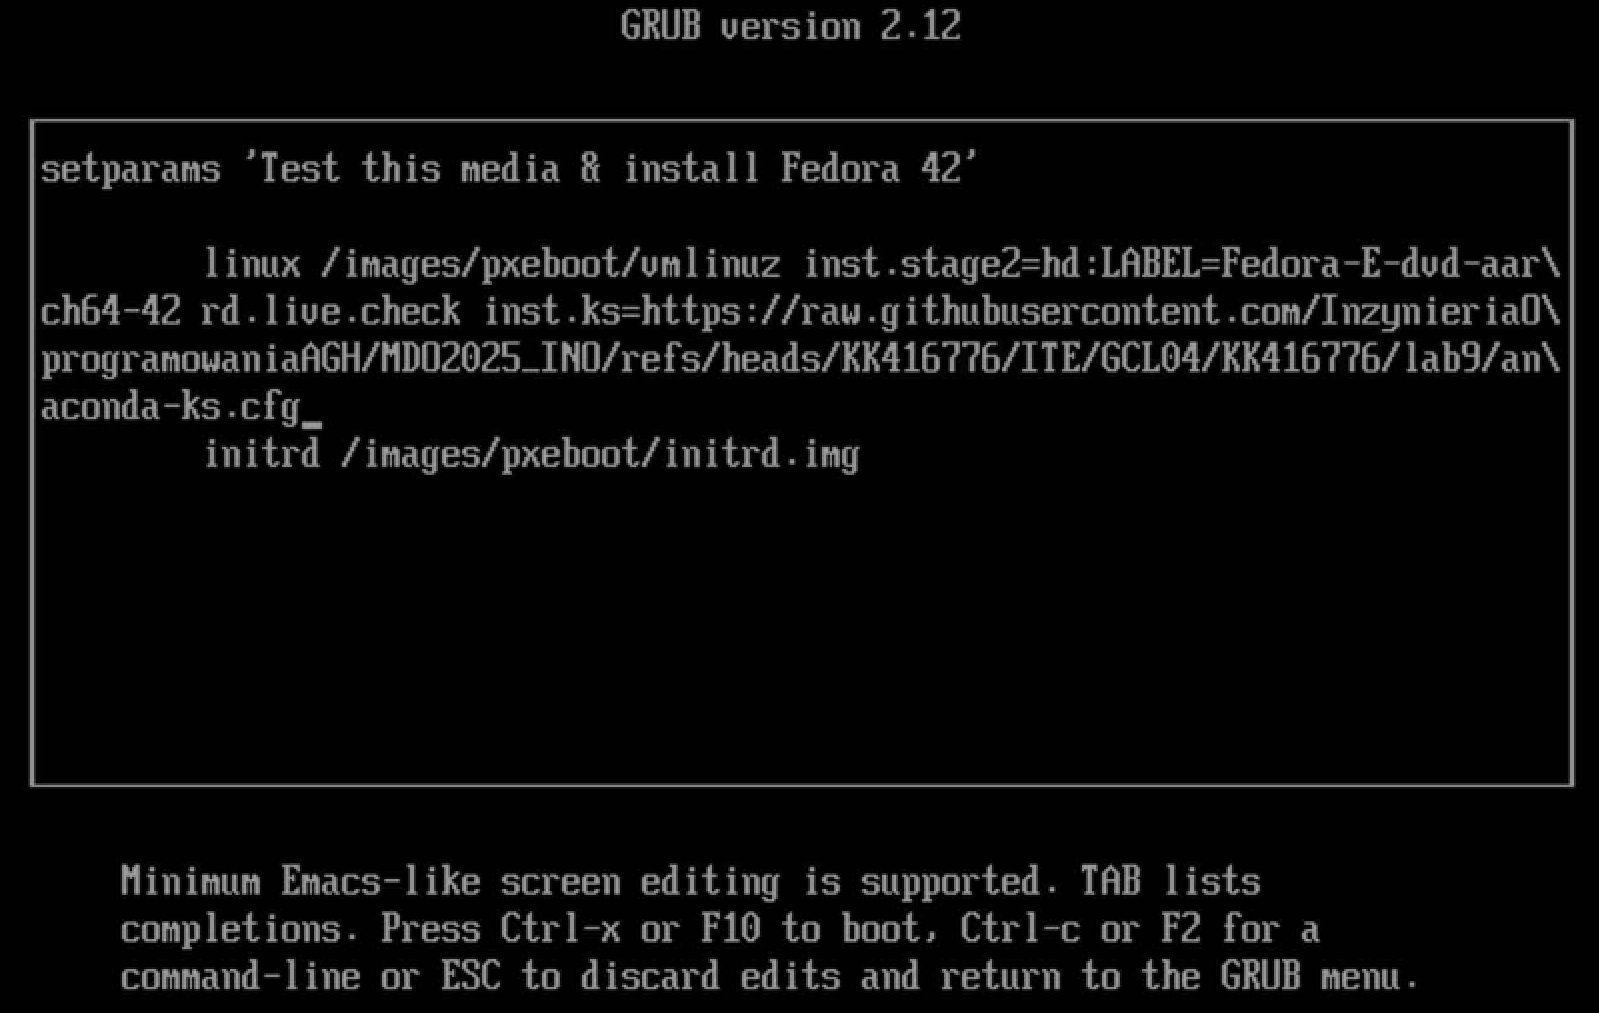 GRUB version 2.12
setparams 'Test this media & install Fedora 42'
linux /images/pxeboot/vmlinuz inst.stage2=hd:LABEL=Fedora-E-dvd-aar\
ch64-42 rd.live.check inst.ks=https://raw.githubusercontent.com/InzynieriaO\
programowaniaAGH/MDO2025_INO/refs/heads/KK416776/ITE/GCL04/KK416776/lab9/an\
aconda-ks.cfg_
initrd /images/pxeboot/initrd.img
Minimum Emacs-like screen editing is supported. TAB lists
completions. Press Ctrl-x or F10 to boot, Ctrl-c or F2 for a
command-line or ESC to discard edits and return to the GRUB menu.